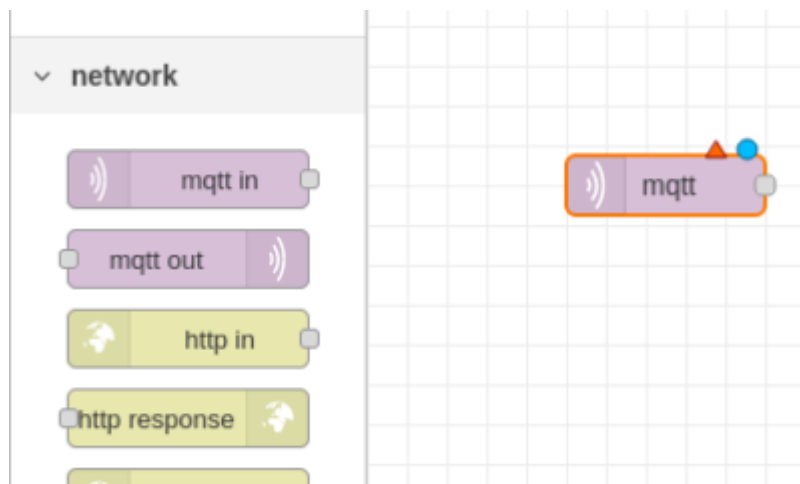 network
mqtt in
mqtt
mqtt out
http in
http response